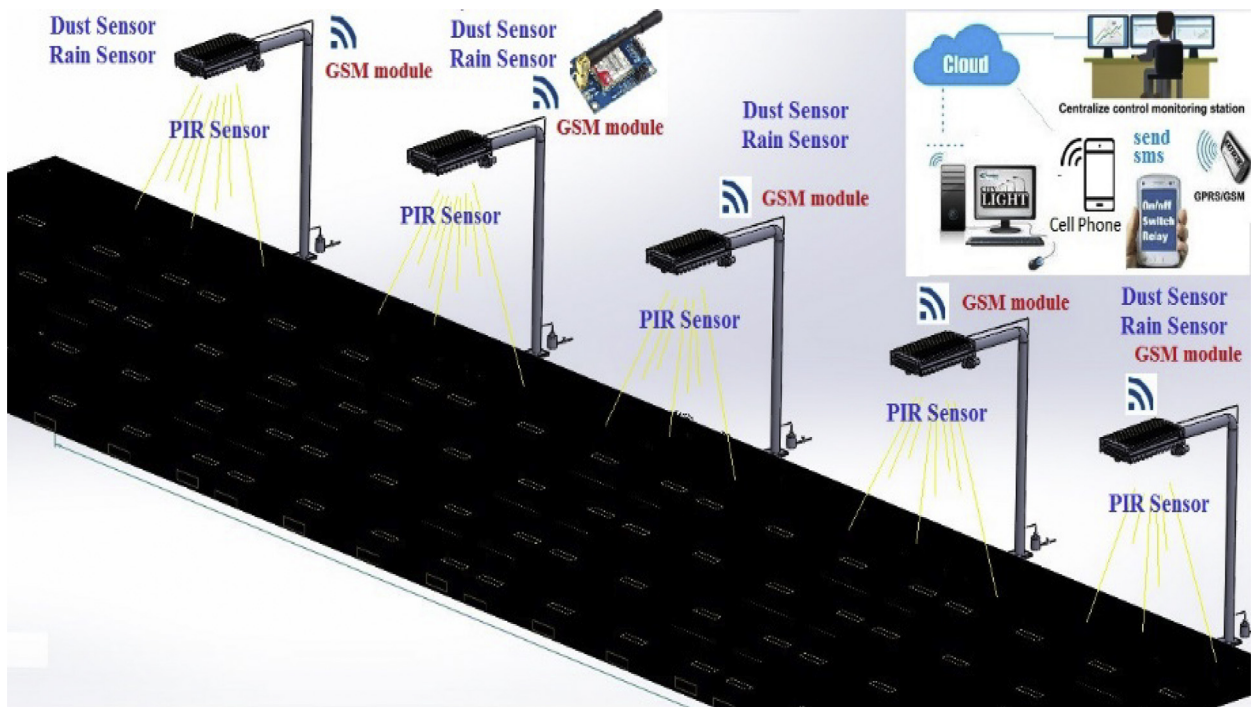 Dust Sensor
Rain Sensor
GSM module
PIR Sensor
Dust Sensor
Rain Sensor
GSM module
PIR Sensor
Dust Sensor
Rain Sensor
GSM module
PIR Sensor
GSM module
PIR Sensor
Dust Sensor
Rain Sensor
GSM module
PIR Sensor
Cloud
Centralize control monitoring station
LIGHT
Cell Phone
send
sms
On/off
Switch
Relay
GPRS/GSM